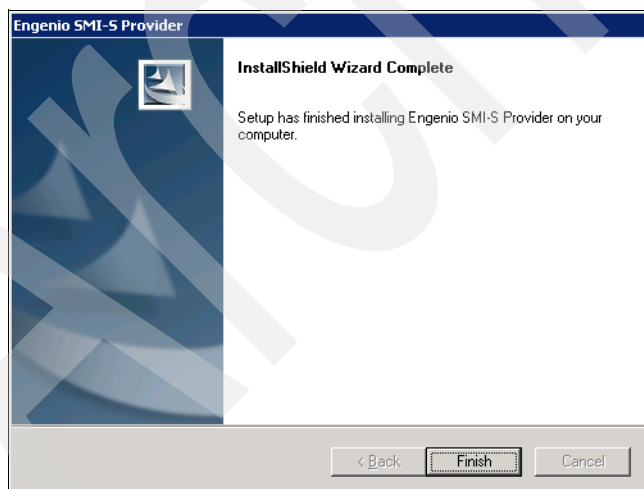 Engenio SMI-S Provider
InstallShield Wizard Complete
Setup has finished installing Engenio SMI-S Provider on your
computer.
< Back
Finish
Cancel